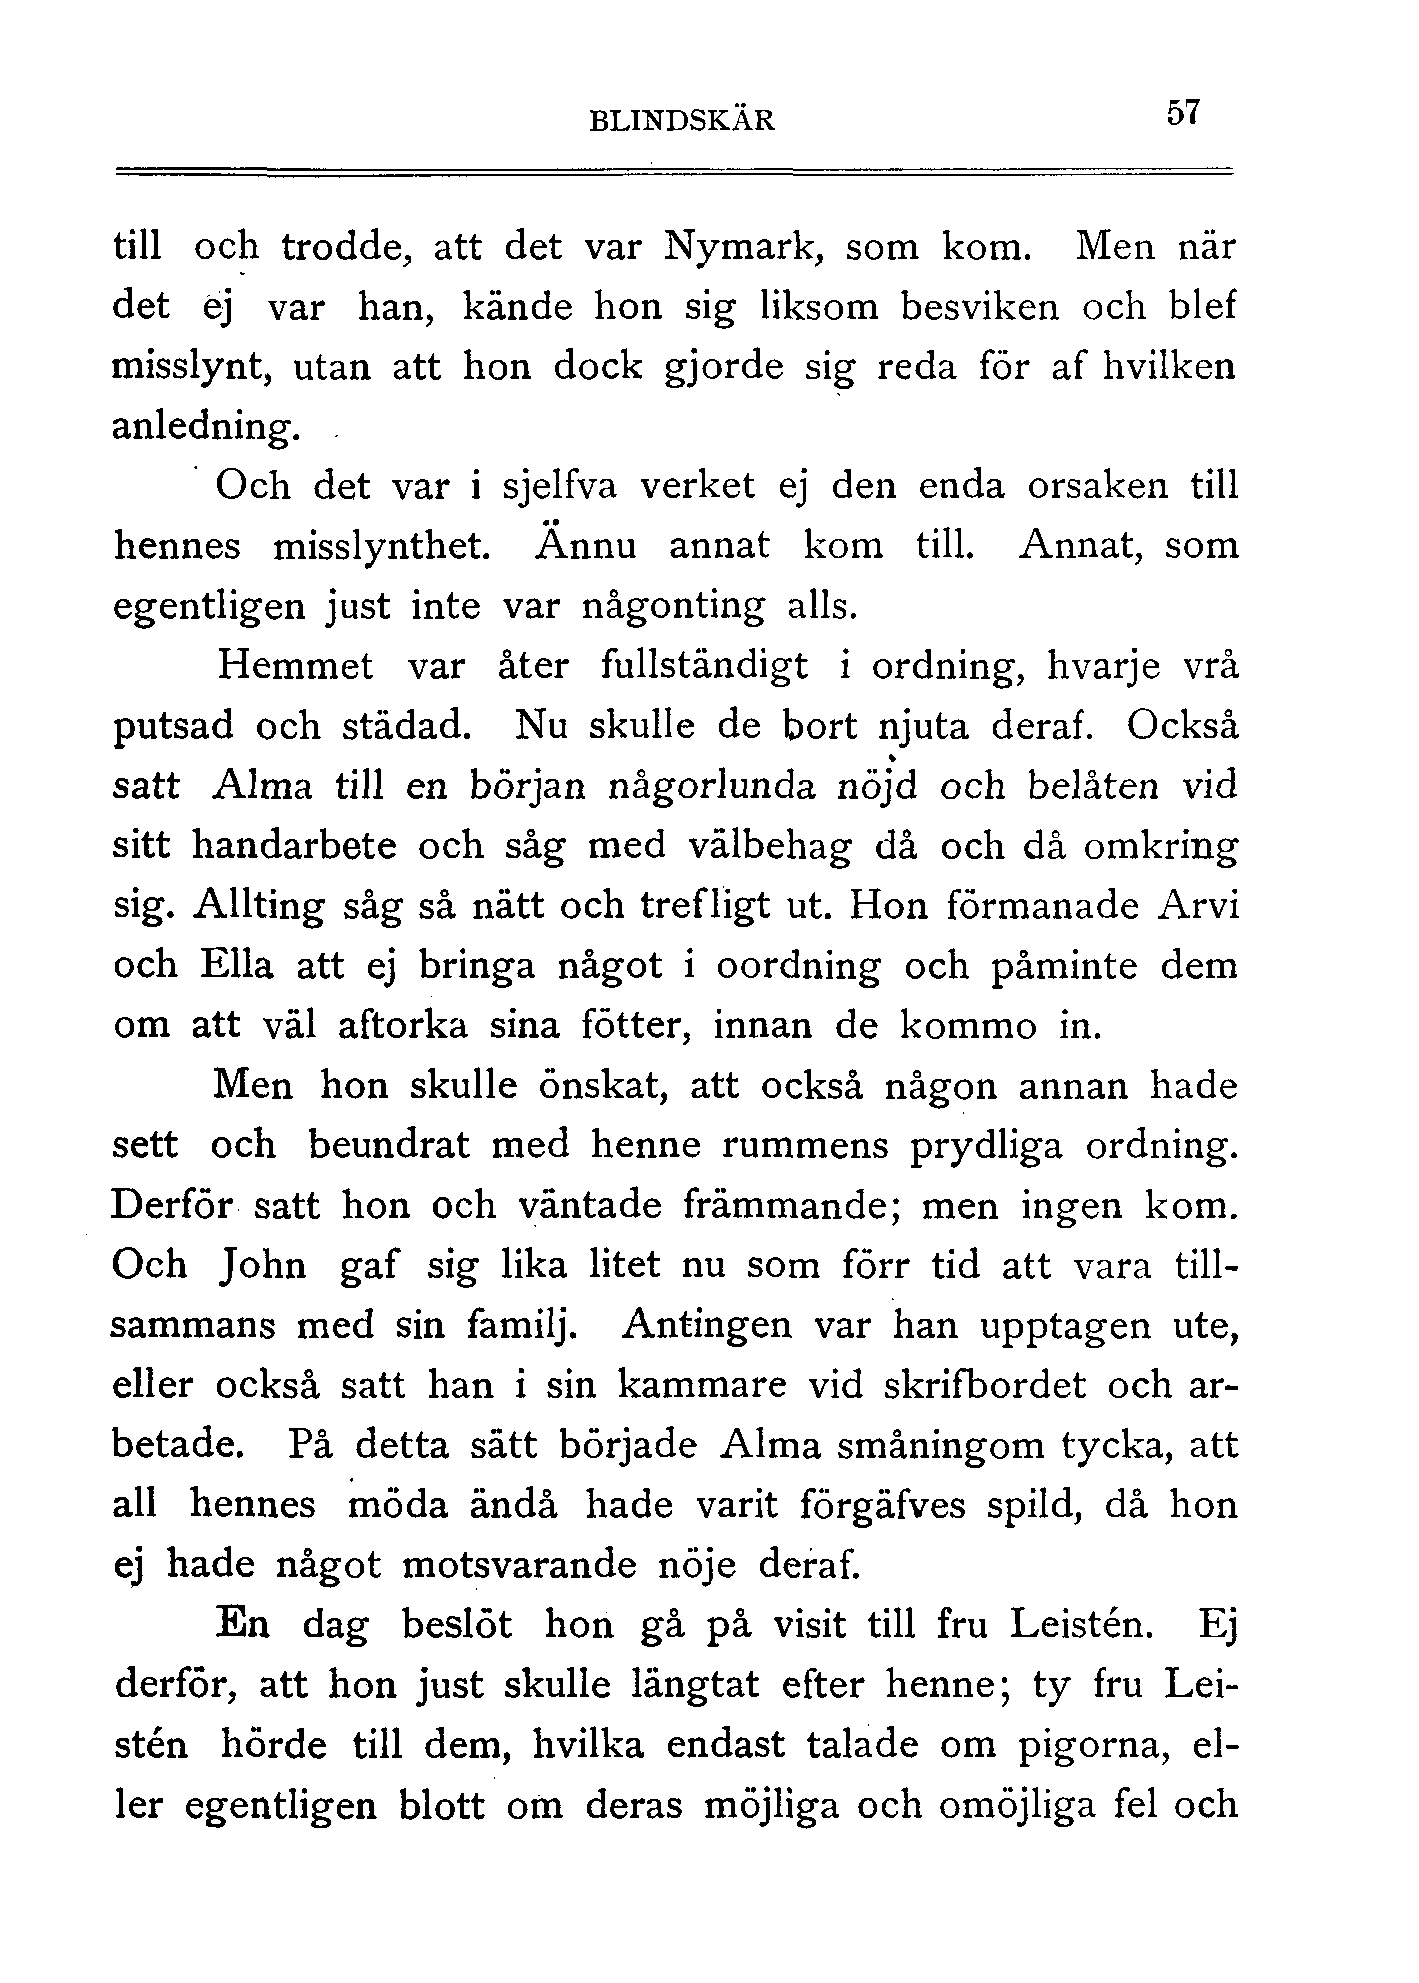 BLINDSKÄR 57
till och trodde, att det var Nymark, som kom. Men när
det ej var han, kände hon sig liksom besviken och blef
misslynt, utan att hon dock gjorde sig reda för af hvilken
anledning.
Och det var i sjelfva verket ej den enda orsaken till
hennes misslynthet. Ännu annat kom till. Annat, som
egentligen just inte var någonting alls.
Hemmet var åter fullständigt i ordning, hvarje vrå
putsad och städad. Nu skulle de bort njuta deraf. Också
satt Alma till en början någorlunda nöjd och belåten vid
sitt handarbete och såg med välbehag då och då omkring
sig. Allting såg så nätt och trefligt ut. Hon förmanade Arvi
och Ella att ej bringa något i oordning och påminte dem
om att väl aftorka sina fötter, innan de kommo in.
Men hon skulle önskat, att också någon annan hade
sett och beundrat med henne rummens prydliga ordning.
Derför satt hon och väntade främmande; men ingen kom.
Och John gaf sig lika litet nu som förr tid att vara till-
sammans med sin familj. Antingen var han upptagen ute,
eller också satt han i sin kammare vid skrifbordet och ar-
betade. På detta sätt började Alma småningom tycka, att
all hennes möda ändå hade varit förgäfves spild, då hon
ej hade något motsvarande nöje deraf.
En dag beslöt hon gå på visit till fru Leistén. Ej
derför, att hon just skulle längtat efter henne; ty fru Lei-
stén hörde till dem, hvilka endast talade om pigorna, el-
ler egentligen blott om deras möjliga och omöjliga fel och